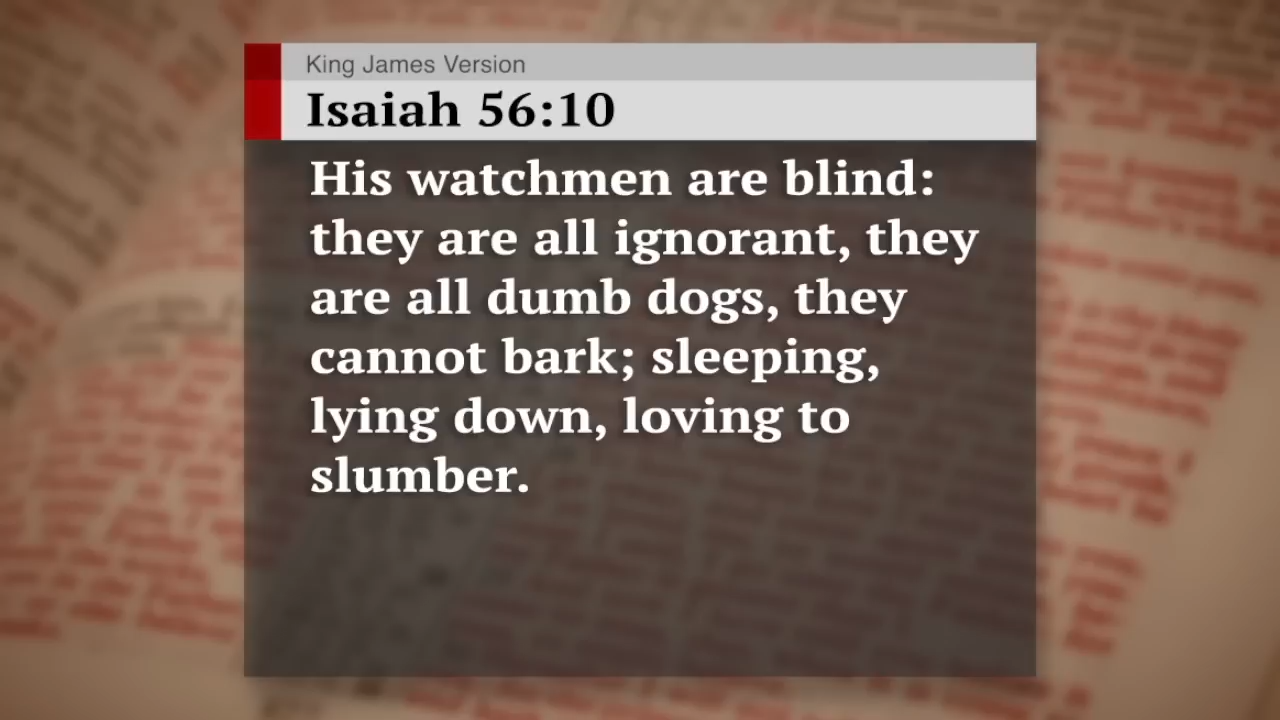 King James Version
Isaiah 56:10
His watchmen are blind:
they are all ignorant, they
are all dumb dogs, they
cannot bark; sleeping,
lying down, loving to
slumber.